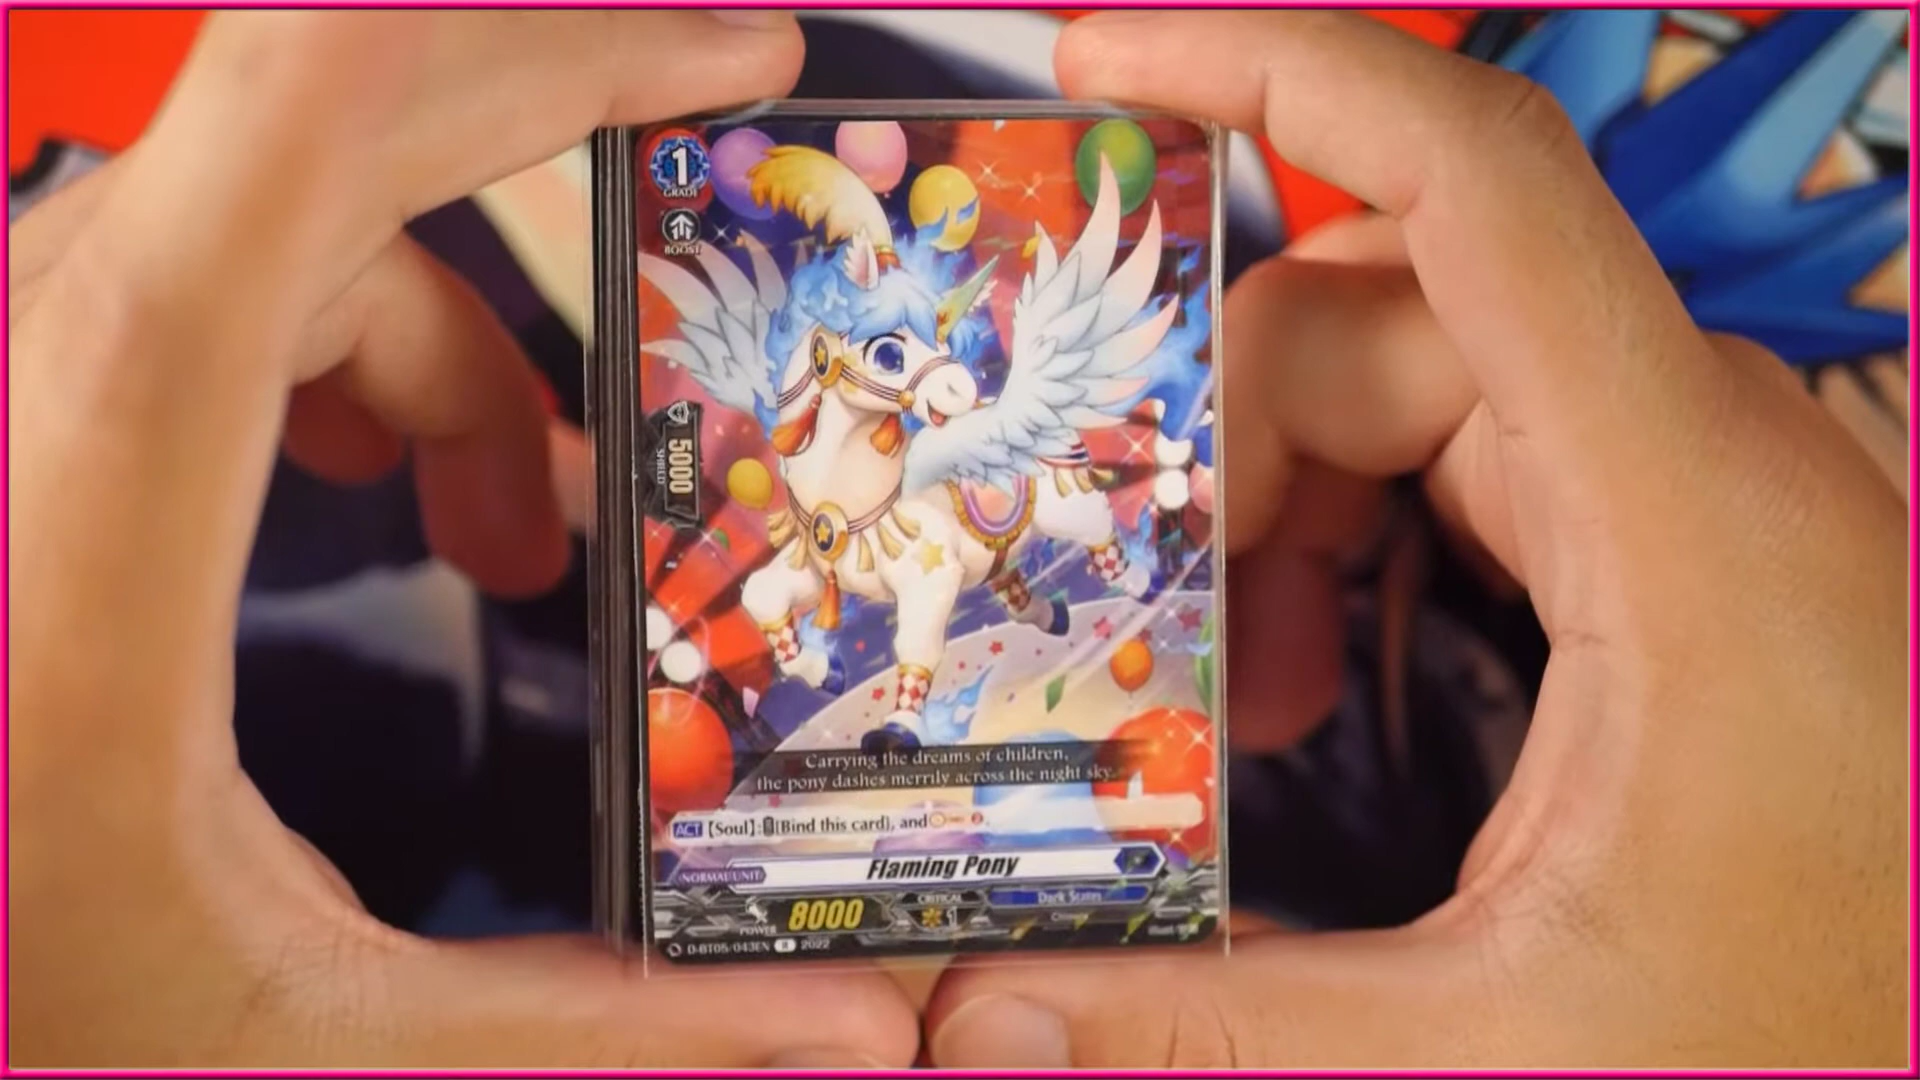 1
GRADE
BOOST
5000
SHIELD
Carrying the dreams of children,
the pony dashes merrily across the night sky.
ACT [Soul]: [Bind this card], and
Flaming Pony
NORMAL UNIT
POWER 8000
CRITICAL
1
Dark States
D-BT05/043EN R 2022